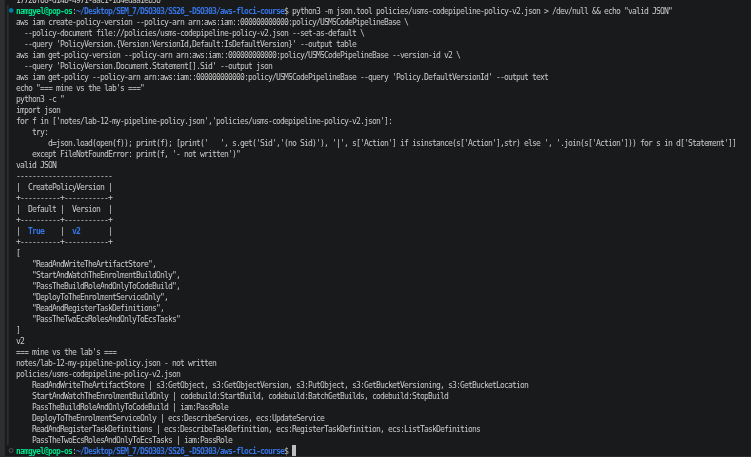 namgyel@pop-os:~/Desktop/SEM_7/DSO303/SS26_-DSO303/aws-floci-course$ python3 -m json.tool policies/usms-codepipeline-policy-v2.json > /dev/null && echo "valid JSON"
aws iam create-policy-version --policy-arn arn:aws:iam::000000000000:policy/USMSCodePipelineBase \
  --policy-document file://policies/usms-codepipeline-policy-v2.json --set-as-default \
  --query 'PolicyVersion.{Version:VersionId,Default:IsDefaultVersion}' --output table
aws iam get-policy-version --policy-arn arn:aws:iam::000000000000:policy/USMSCodePipelineBase --version-id v2 \
  --query 'PolicyVersion.Document.Statement[].Sid' --output json
aws iam get-policy --policy-arn arn:aws:iam::000000000000:policy/USMSCodePipelineBase --query 'Policy.DefaultVersionId' --output text
echo "=== mine vs the lab's ==="
python3 -c "
import json
for f in ['notes/lab-12-my-pipeline-policy.json','policies/usms-codepipeline-policy-v2.json']:
    try:
        d=json.load(open(f)); print(f); [print('   ', s.get('Sid','(no Sid)'), '|', s['Action'] if isinstance(s['Action'],str) else ', '.join(s['Action'])) for s in d['Statement']]
    except FileNotFoundError: print(f, '- not written')"
valid JSON
------------------------
|  CreatePolicyVersion |
+----------+-----------+
|  Default |  Version  |
+----------+-----------+
|  True    |  v2       |
+----------+-----------+
[
    "ReadAndWriteTheArtifactStore",
    "StartAndWatchTheEnrolmentBuildOnly",
    "PassTheBuildRoleAndOnlyToCodeBuild",
    "DeployToTheEnrolmentServiceOnly",
    "ReadAndRegisterTaskDefinitions",
    "PassTheTwoEcsRolesAndOnlyToEcsTasks"
]
v2
=== mine vs the lab's ===
notes/lab-12-my-pipeline-policy.json - not written
policies/usms-codepipeline-policy-v2.json
    ReadAndWriteTheArtifactStore | s3:GetObject, s3:GetObjectVersion, s3:PutObject, s3:GetBucketVersioning, s3:GetBucketLocation
    StartAndWatchTheEnrolmentBuildOnly | codebuild:StartBuild, codebuild:BatchGetBuilds, codebuild:StopBuild
    PassTheBuildRoleAndOnlyToCodeBuild | iam:PassRole
    DeployToTheEnrolmentServiceOnly | ecs:DescribeServices, ecs:UpdateService
    ReadAndRegisterTaskDefinitions | ecs:DescribeTaskDefinition, ecs:RegisterTaskDefinition, ecs:ListTaskDefinitions
    PassTheTwoEcsRolesAndOnlyToEcsTasks | iam:PassRole
namgyel@pop-os:~/Desktop/SEM_7/DSO303/SS26_-DSO303/aws-floci-course$